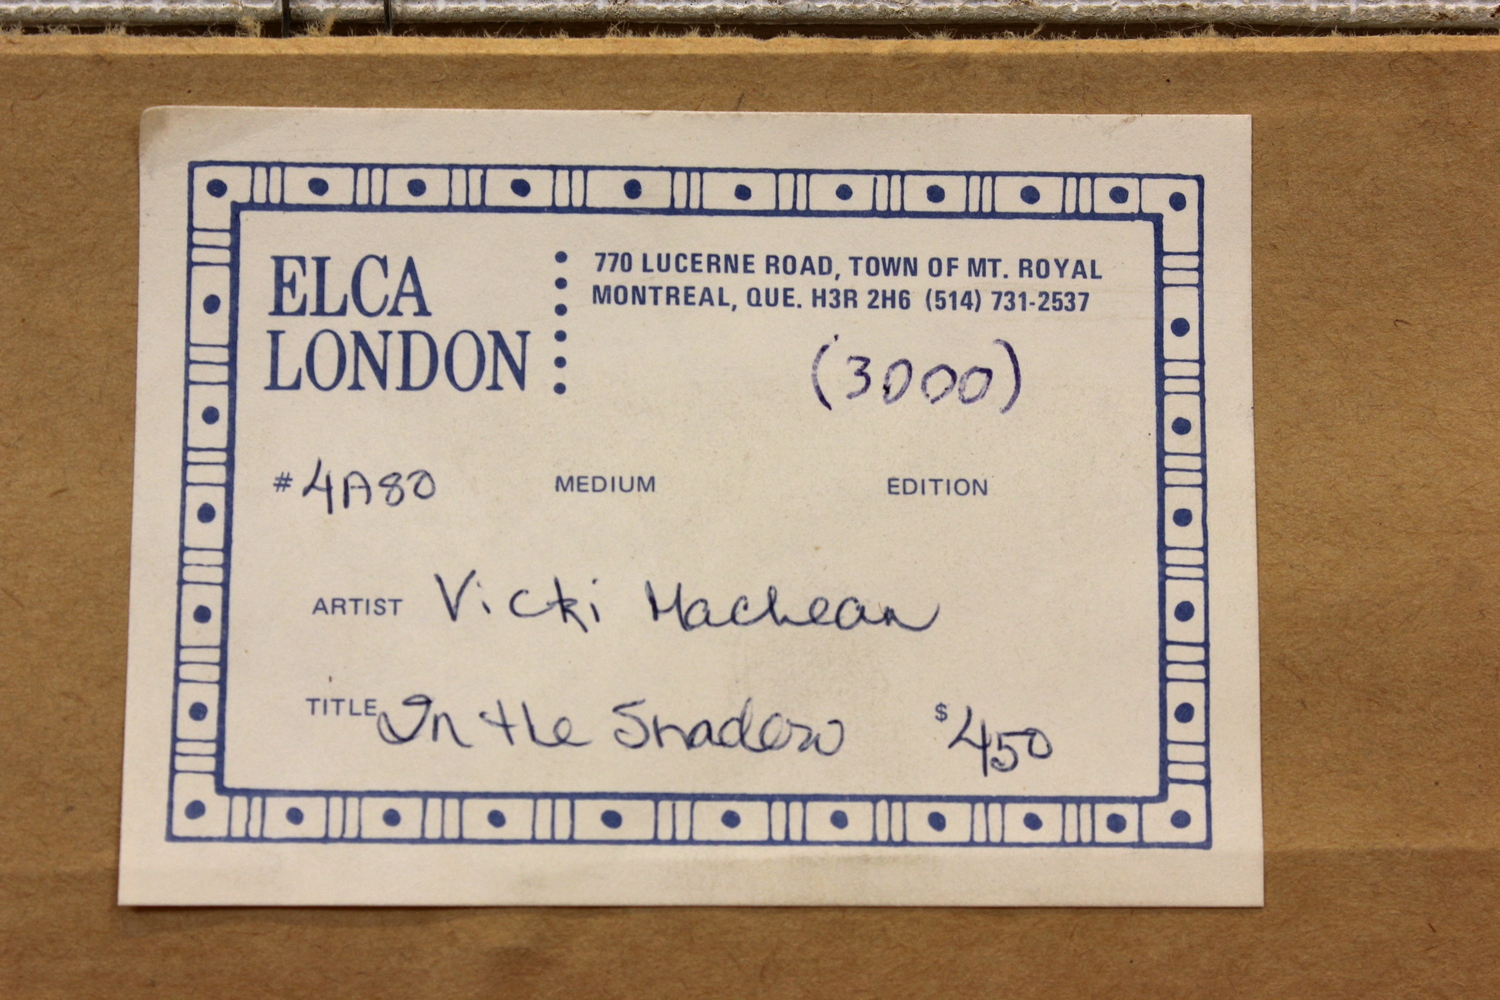 ELCA
LONDON
770 LUCERNE ROAD, TOWN OF MT. ROYAL
MONTREAL, QUE. H3R 2H6 (514) 731-2537
(3000)
# 4A80 MEDIUM EDITION
ARTIST Vicki MacLean
TITLE In the Shadow $450